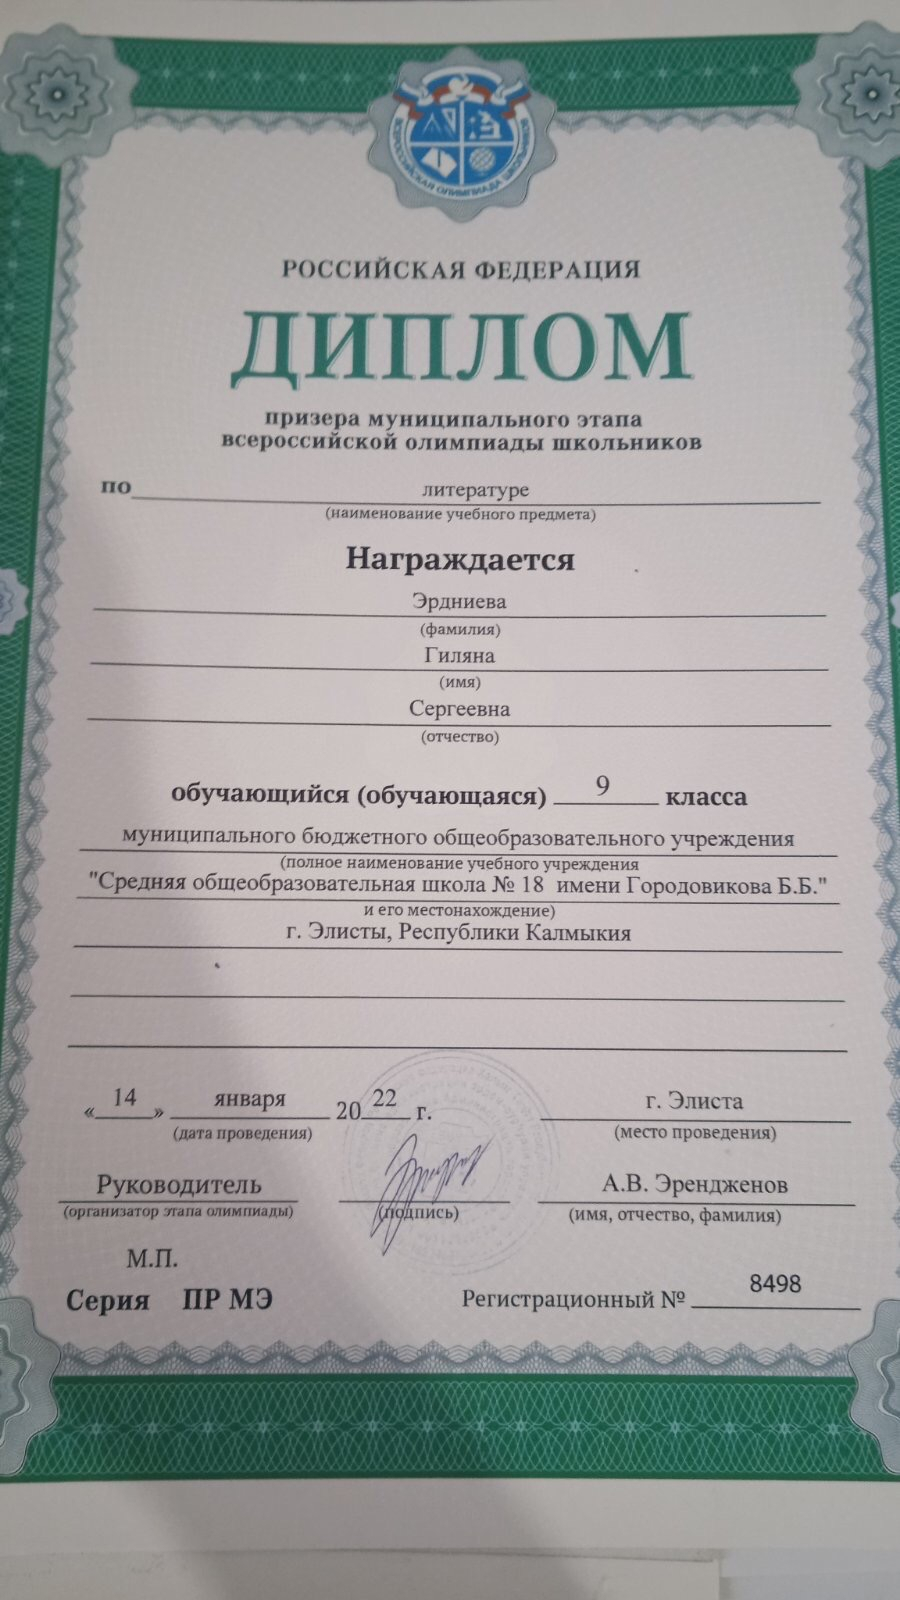 ВСЕРОССИЙСКАЯ ОЛИМПИАДА ШКОЛЬНИКОВ
РОССИЙСКАЯ ФЕДЕРАЦИЯ
ДИПЛОМ
призера муниципального этапа
всероссийской олимпиады школьников
по литературе
(наименование учебного предмета)
Награждается
Эрдниева
(фамилия)
Гиляна
(имя)
Сергеевна
(отчество)
обучающийся (обучающаяся) 9 класса
муниципального бюджетного общеобразовательного учреждения
(полное наименование учебного учреждения
"Средняя общеобразовательная школа № 18 имени Городовикова Б.Б."
и его местонахождение)
г. Элисты, Республики Калмыкия
«14» января 2022 г. г. Элиста
(дата проведения) (место проведения)
Руководитель А.В. Эрендженов
(организатор этапа олимпиады) (подпись) (имя, отчество, фамилия)
М.П.
Серия ПР МЭ Регистрационный № 8498